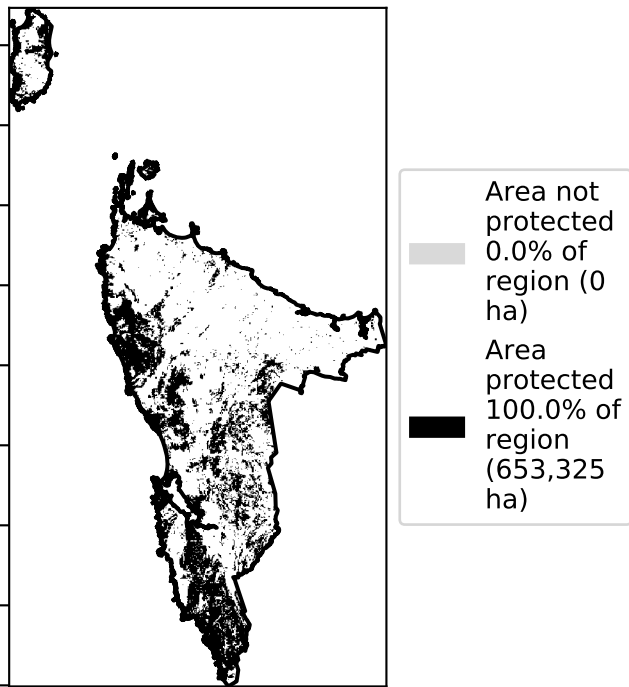 Area not
protected
0.0% of
region (0
ha)
Area
protected
100.0% of
region
(653,325
ha)